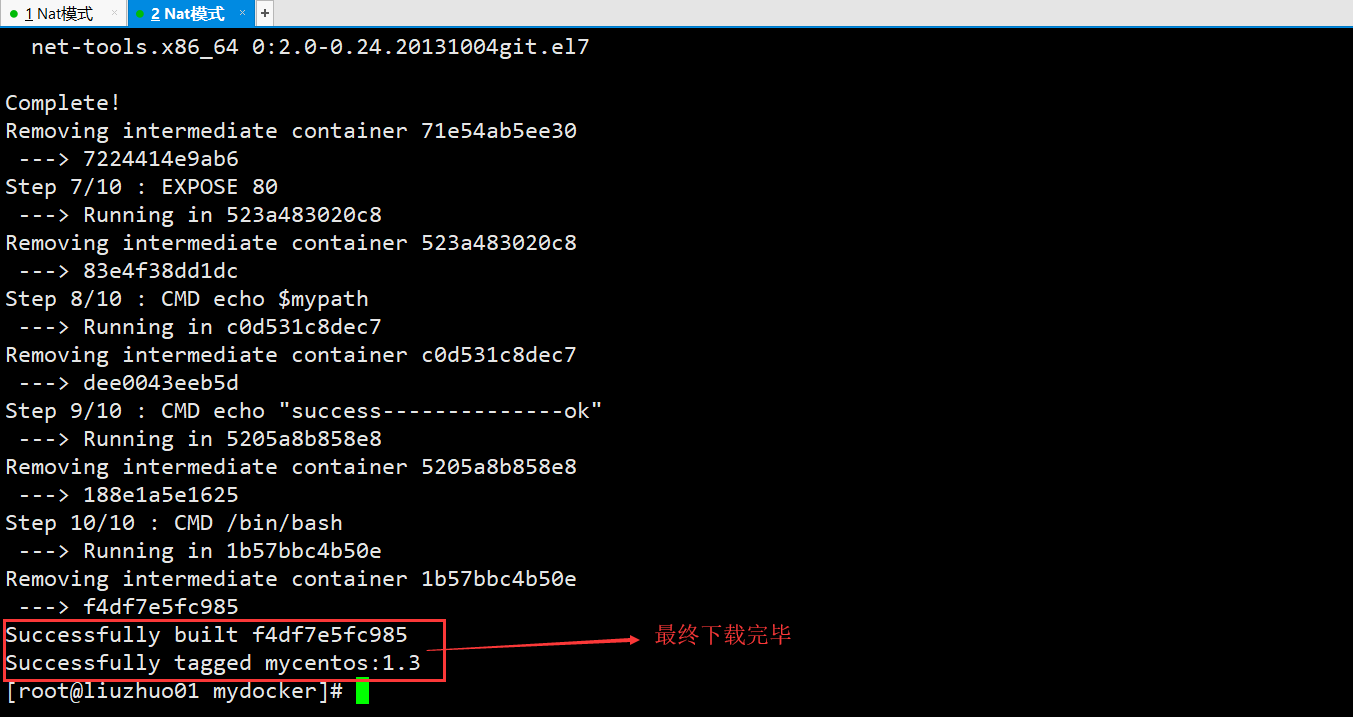 1 Nat模式 × 2 Nat模式 × +
net-tools.x86_64 0:2.0-0.24.20131004git.el7
Complete!
Removing intermediate container 71e54ab5ee30
---> 7224414e9ab6
Step 7/10 : EXPOSE 80
---> Running in 523a483020c8
Removing intermediate container 523a483020c8
---> 83e4f38dd1dc
Step 8/10 : CMD echo $mypath
---> Running in c0d531c8dec7
Removing intermediate container c0d531c8dec7
---> dee0043eeb5d
Step 9/10 : CMD echo "success--------------ok"
---> Running in 5205a8b858e8
Removing intermediate container 5205a8b858e8
---> 188e1a5e1625
Step 10/10 : CMD /bin/bash
---> Running in 1b57bbc4b50e
Removing intermediate container 1b57bbc4b50e
---> f4df7e5fc985
Successfully built f4df7e5fc985
最终下载完毕
Successfully tagged mycentos:1.3
[root@liuzhuo01 mydocker]#